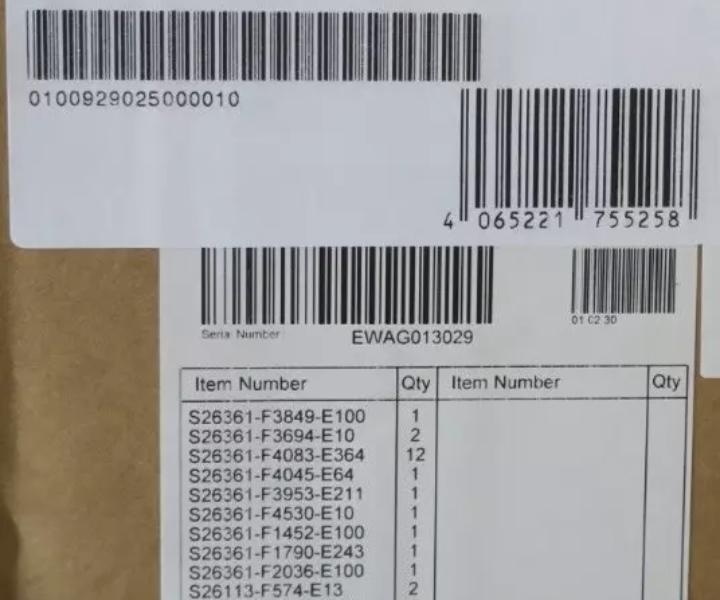 0100929025000010
4 065221 755258
Serial Number EWAG013029
01 02 30
Item Number Qty Item Number Qty
S26361-F3849-E100 1
S26361-F3694-E10 2
S26361-F4083-E364 12
S26361-F4045-E64 1
S26361-F3953-E211 1
S26361-F4530-E10 1
S26361-F1452-E100 1
S26361-F1790-E243 1
S26361-F2036-E100 1
S26113-F574-E13 2